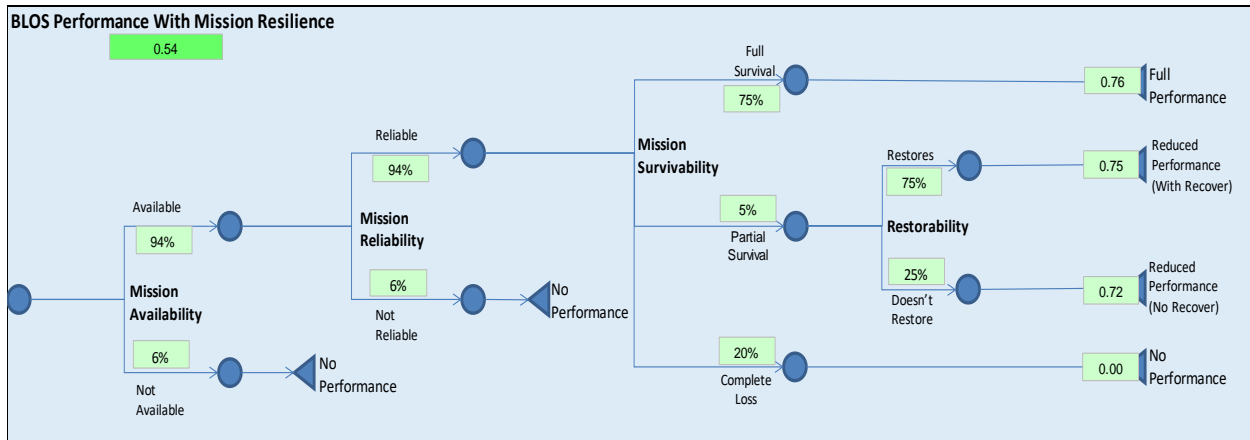 BLOS Performance With Mission Resilience
0.54
Full
Survival
75%
0.76
Full
Performance
Reliable
94%
Mission
Survivability
Restores
75%
0.75
Reduced
Performance
(With Recover)
Available
94%
Mission
Reliability
5%
Partial
Survival
Restorability
25%
Doesn't
Restore
0.72
Reduced
Performance
(No Recover)
Mission
Availability
6%
Not
Reliable
No
Performance
6%
Not
Available
No
Performance
20%
Complete
Loss
0.00
No
Performance